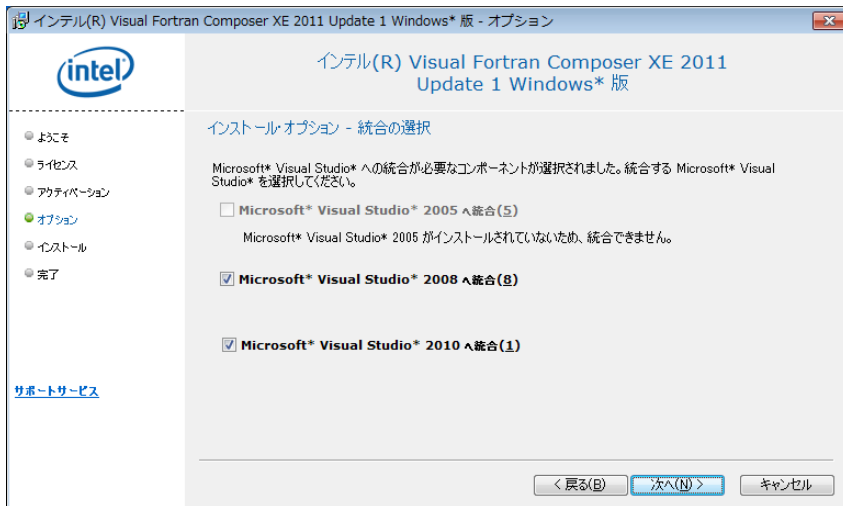 インテル(R) Visual Fortran Composer XE 2011 Update 1 Windows* 版 - オプション
intel
インテル(R) Visual Fortran Composer XE 2011
Update 1 Windows* 版
ようこそ
ライセンス
アクティベーション
オプション
インストール
完了
サポートサービス
インストール・オプション - 統合の選択
Microsoft* Visual Studio* への統合が必要なコンポーネントが選択されました。統合する Microsoft* Visual
Studio* を選択してください。
Microsoft* Visual Studio* 2005 へ統合(5)
Microsoft* Visual Studio* 2005 がインストールされていないため、統合できません。
Microsoft* Visual Studio* 2008 へ統合(8)
Microsoft* Visual Studio* 2010 へ統合(1)
< 戻る(B)
次へ(N) >
キャンセル